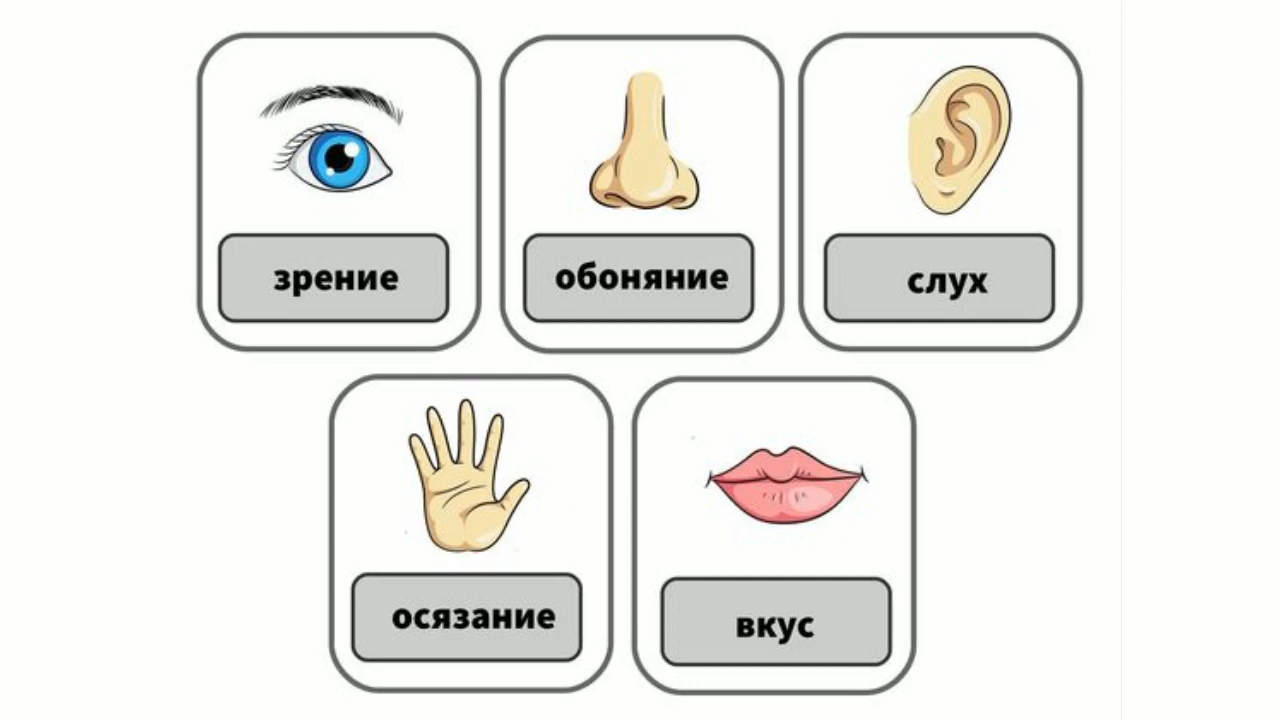 зрение
обоняние
слух
осязание
вкус